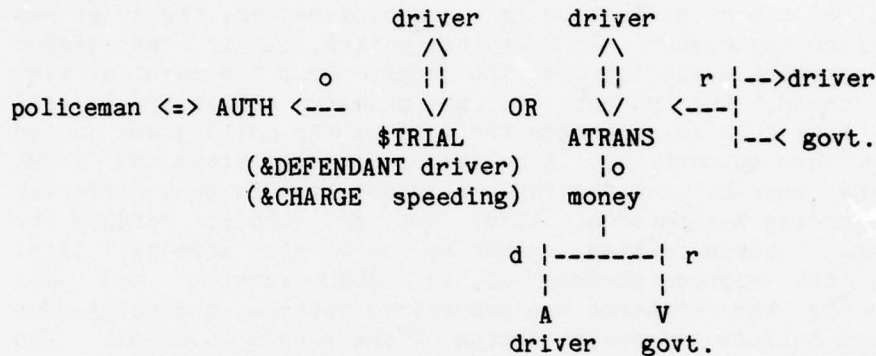 driver driver
/\ /\
o || || r |-->driver
policeman <=> AUTH <--- \/ OR \/ <---|
$TRIAL ATRANS |--< govt.
(&DEFENDANT driver) |o
(&CHARGE speeding) money
|
d |-------| r
| |
A V
driver govt.